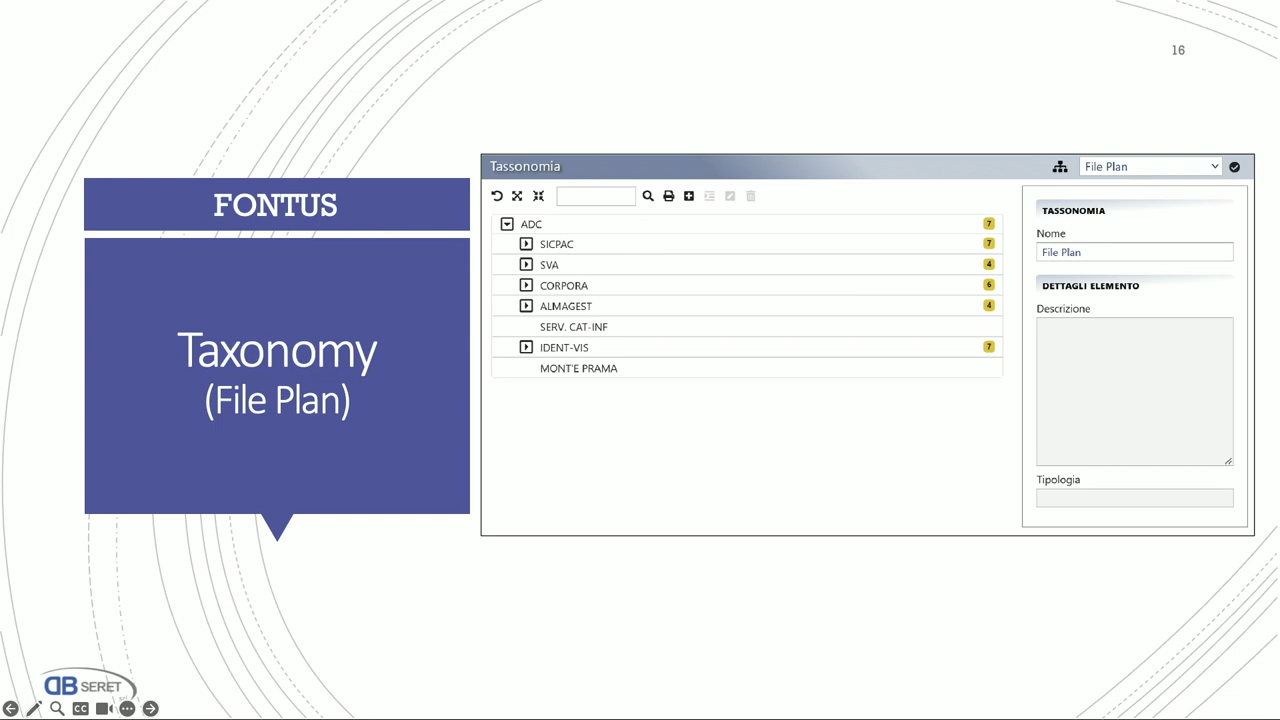 16
FONTUS
Taxonomy
(File Plan)
Tassonomia
File Plan
ADC 7
SICPAC 7
SVA 4
CORPORA 6
ALMAGEST 4
SERV. CAT-INF
IDENT-VIS 7
MONT'E PRAMA
TASSONOMIA
Nome
File Plan
DETTAGLI ELEMENTO
Descrizione
Tipologia
DB SERET
CC